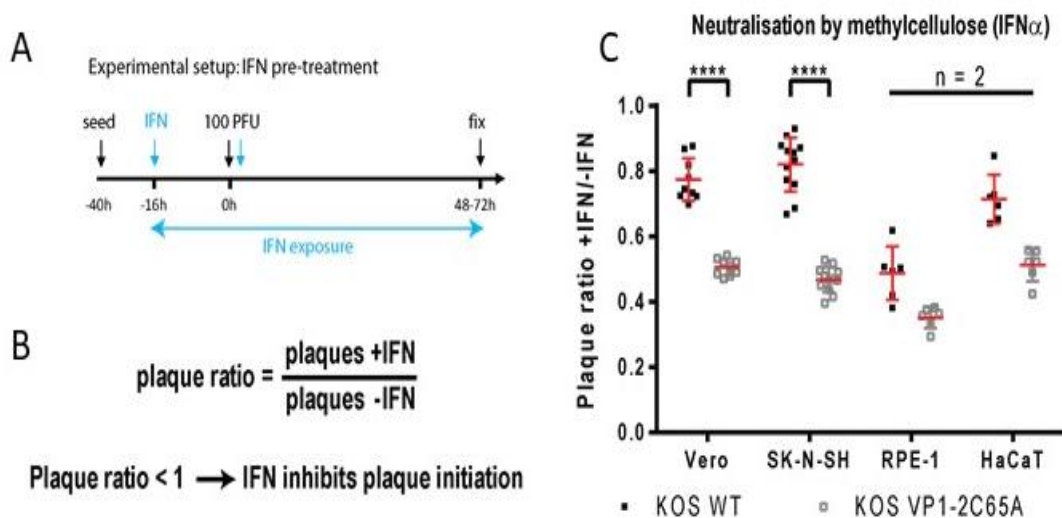 A
Experimental setup: IFN pre-treatment
seed IFN 100 PFU fix
-40h -16h 0h 48-72h
IFN exposure
B
plaque ratio = plaques +IFN
plaques -IFN
Plaque ratio < 1 → IFN inhibits plaque initiation
C
Neutralisation by methylcellulose (IFNα)
**** **** n = 2
Plaque ratio +IFN/-IFN
1.0
0.8
0.6
0.4
0.2
0.0
Vero SK-N-SH RPE-1 HaCaT
KOS WT KOS VP1-2C65A